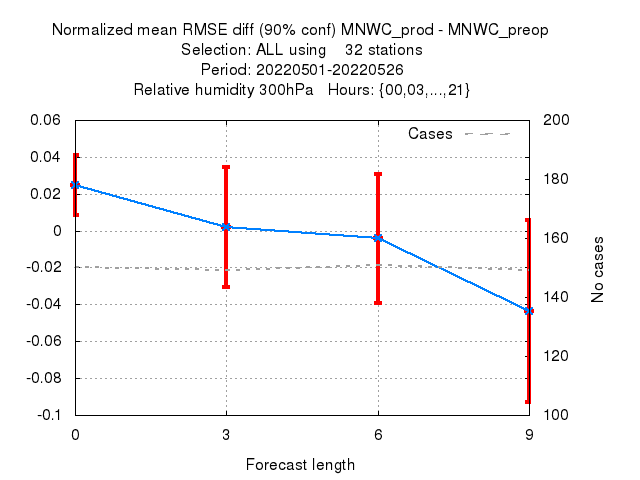 Normalized mean RMSE diff (90% conf) MNWC_prod - MNWC_preop
Selection: ALL using    32 stations
Period: 20220501-20220526
Relative humidity 300hPa   Hours: {00,03,...,21}
0.06
0.04
0.02
0
-0.02
-0.04
-0.06
-0.08
-0.1
Cases
200
180
160
140
120
100
No cases
0
3
6
9
Forecast length